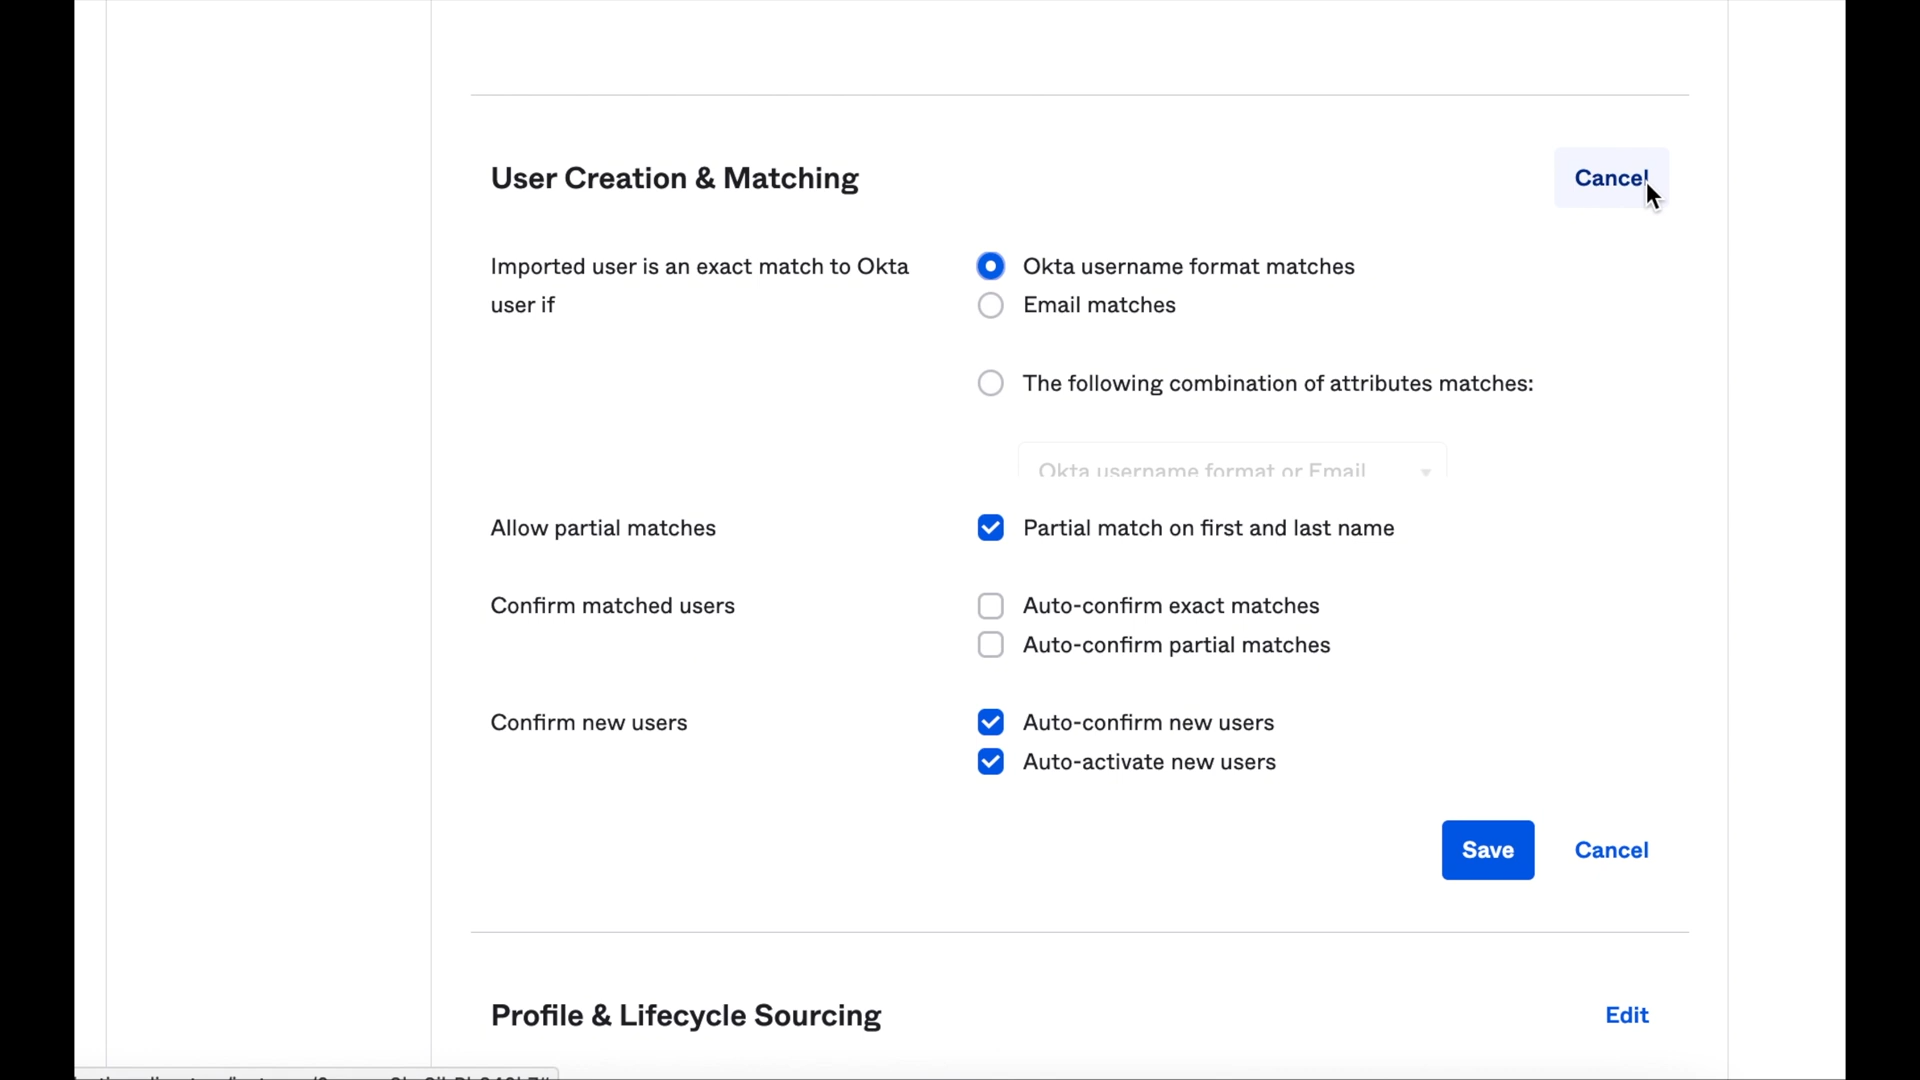 User Creation & Matching
Cancel
Imported user is an exact match to Okta
user if
Okta username format matches
Email matches
The following combination of attributes matches:
Okta username format or Email
Allow partial matches
Partial match on first and last name
Confirm matched users
Auto-confirm exact matches
Auto-confirm partial matches
Confirm new users
Auto-confirm new users
Auto-activate new users
Save
Cancel
Profile & Lifecycle Sourcing
Edit